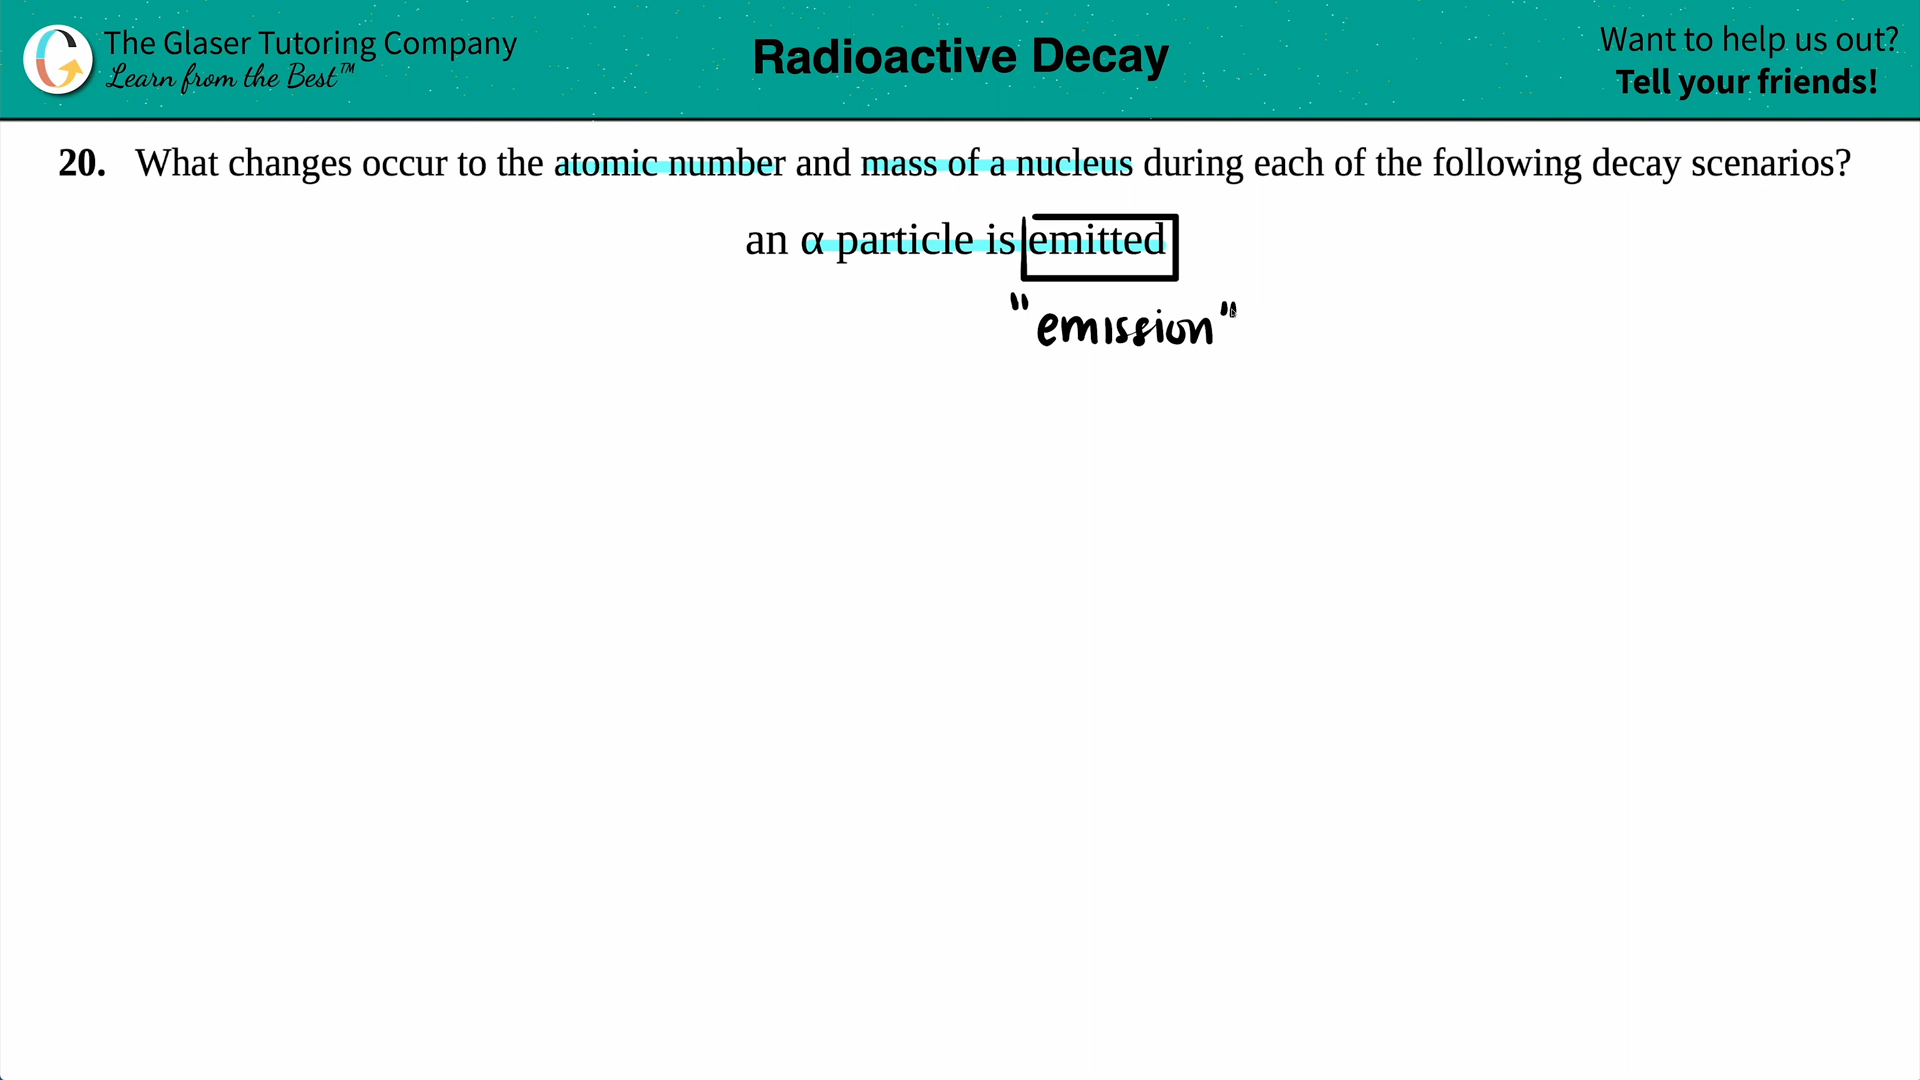 The Glaser Tutoring Company
Learn from the Best™
Radioactive Decay
Want to help us out?
Tell your friends!
20. What changes occur to the atomic number and mass of a nucleus during each of the following decay scenarios?
an α particle is emitted
"emission"